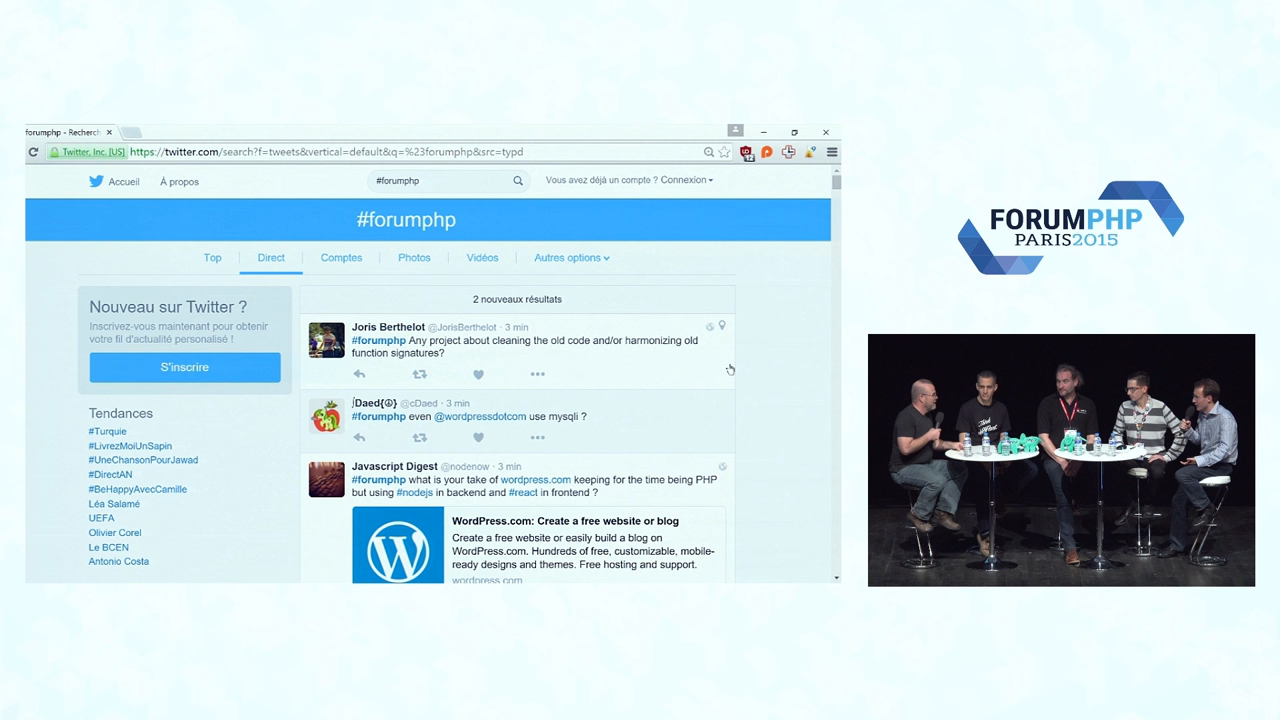 forumphp - Recherch
Twitter, Inc. [US] https://twitter.com/search?f=tweets&vertical=default&q=%23forumphp&src=typd
Accueil À propos #forumphp Vous avez déjà un compte ? Connexion
#forumphp
Top Direct Comptes Photos Vidéos Autres options
Nouveau sur Twitter ?
Inscrivez-vous maintenant pour obtenir
votre fil d'actualité personalisé !
S'inscrire
Tendances
#Turquie
#LivrezMoiUnSapin
#UneChansonPourJawad
#DirectAN
#BeHappyAvecCamille
Léa Salamé
UEFA
Olivier Corel
Le BCEN
Antonio Costa
2 nouveaux résultats
Joris Berthelot @JorisBerthelot · 3 min
#forumphp Any project about cleaning the old code and/or harmonizing old
function signatures?
∫Daed{☮} @cDaed · 3 min
#forumphp even @wordpressdotcom use mysqli ?
Javascript Digest @nodenow · 3 min
#forumphp what is your take of wordpress.com keeping for the time being PHP
but using #nodejs in backend and #react in frontend ?
WordPress.com: Create a free website or blog
Create a free website or easily build a blog on
WordPress.com. Hundreds of free, customizable, mobile-
ready designs and themes. Free hosting and support.
wordpress.com
FORUMPHP
PARIS2015